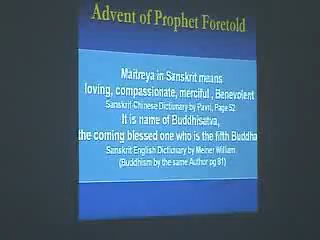 Advent of Prophet Foretold
Maitreya in Sanskrit means
loving, compassionate, merciful , Benevolent
Sanskrit Chinese Dictionary by Pavri, Page 52
It is name of Buddhisatva,
the coming blessed one who is the fifth Buddha
Sanskrit English Dictionary by Meiner William
(Buddhism by the same Author pg 91)